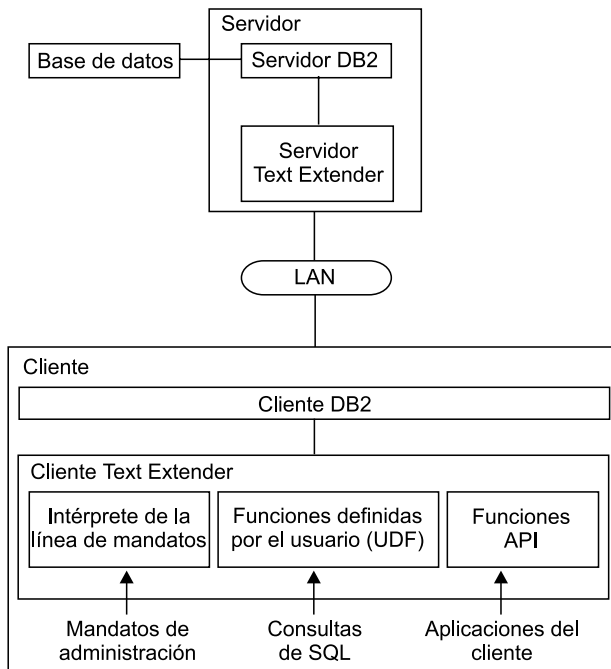 Servidor
Base de datos
Servidor DB2
Servidor
Text Extender
LAN
Cliente
Cliente DB2
Cliente Text Extender
Intérprete de la
línea de mandatos
Funciones definidas
por el usuario (UDF)
Funciones
API
Mandatos de
administración
Consultas
de SQL
Aplicaciones del
cliente